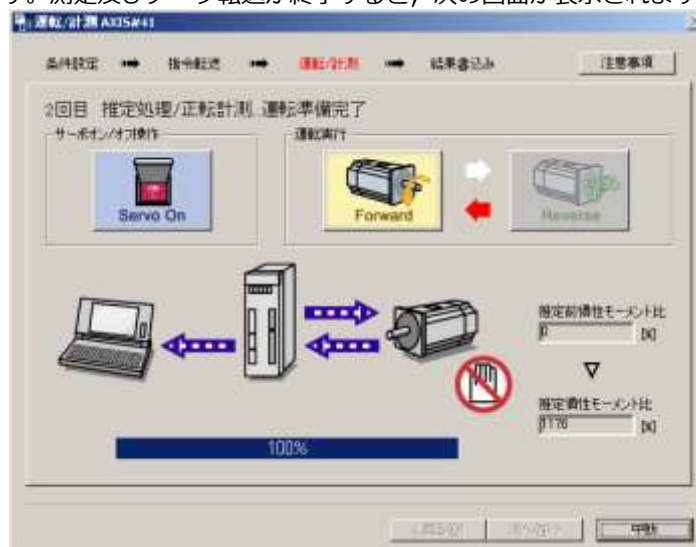 す。測定及びデータ転送が終了すると，次の画面が表示されます
運転/計測 AXIS#41
条件設定 指令転送 運転/計測 結果書込み 注意事項
2回目 推定処理/正転計測 運転準備完了
サーボオン/オフ操作 運転実行
Servo On Forward Reverse
推定前慣性モーメント比
0 [%]
推定慣性モーメント比
[%]
100%
中断